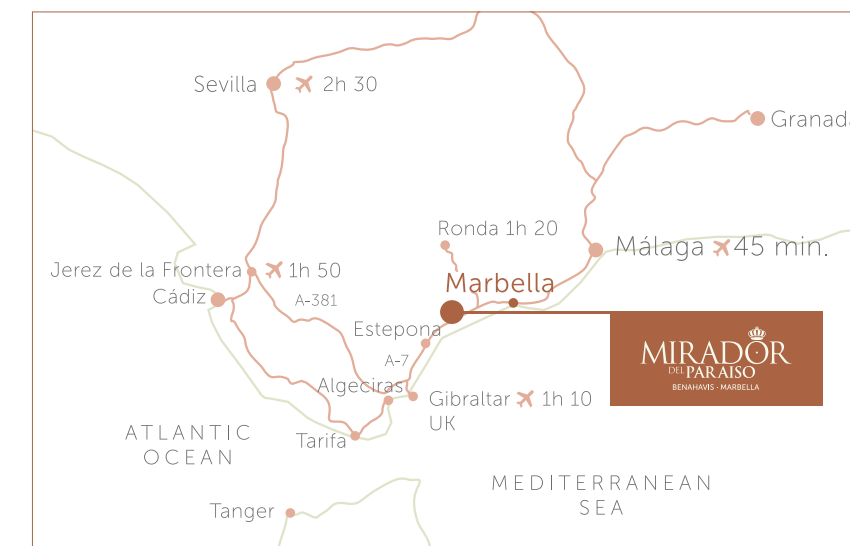 Sevilla 2h 30
Granada
Ronda 1h 20
Málaga 45 min.
Jerez de la Frontera 1h 50
Marbella
Cádiz
A-381
Estepona
MIRADOR
DEL PARAISO
BENAHAVIS · MARBELLA
A-7
Algeciras
Gibraltar 1h 10
UK
ATLANTIC
OCEAN
Tarifa
MEDITERRANEAN
SEA
Tanger